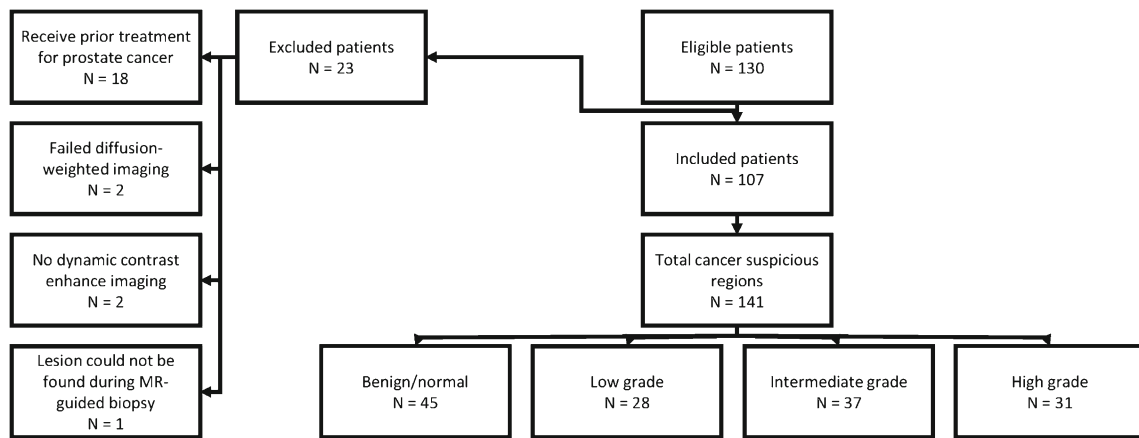 Receive prior treatment
for prostate cancer
N = 18
Excluded patients
N = 23
Eligible patients
N = 130
Failed diffusion-
weighted imaging
N = 2
Included patients
N = 107
No dynamic contrast
enhance imaging
N = 2
Total cancer suspicious
regions
N = 141
Lesion could not be
found during MR-
guided biopsy
N = 1
Benign/normal
N = 45
Low grade
N = 28
Intermediate grade
N = 37
High grade
N = 31